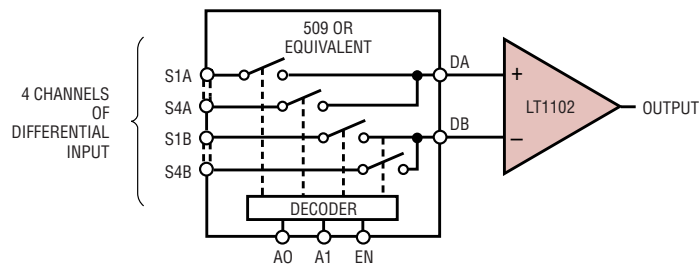 509 OR
EQUIVALENT
4 CHANNELS
OF
DIFFERENTIAL
INPUT
S1A
S4A
S1B
S4B
DA
DB
+
–
LT1102
OUTPUT
DECODER
AO A1 EN